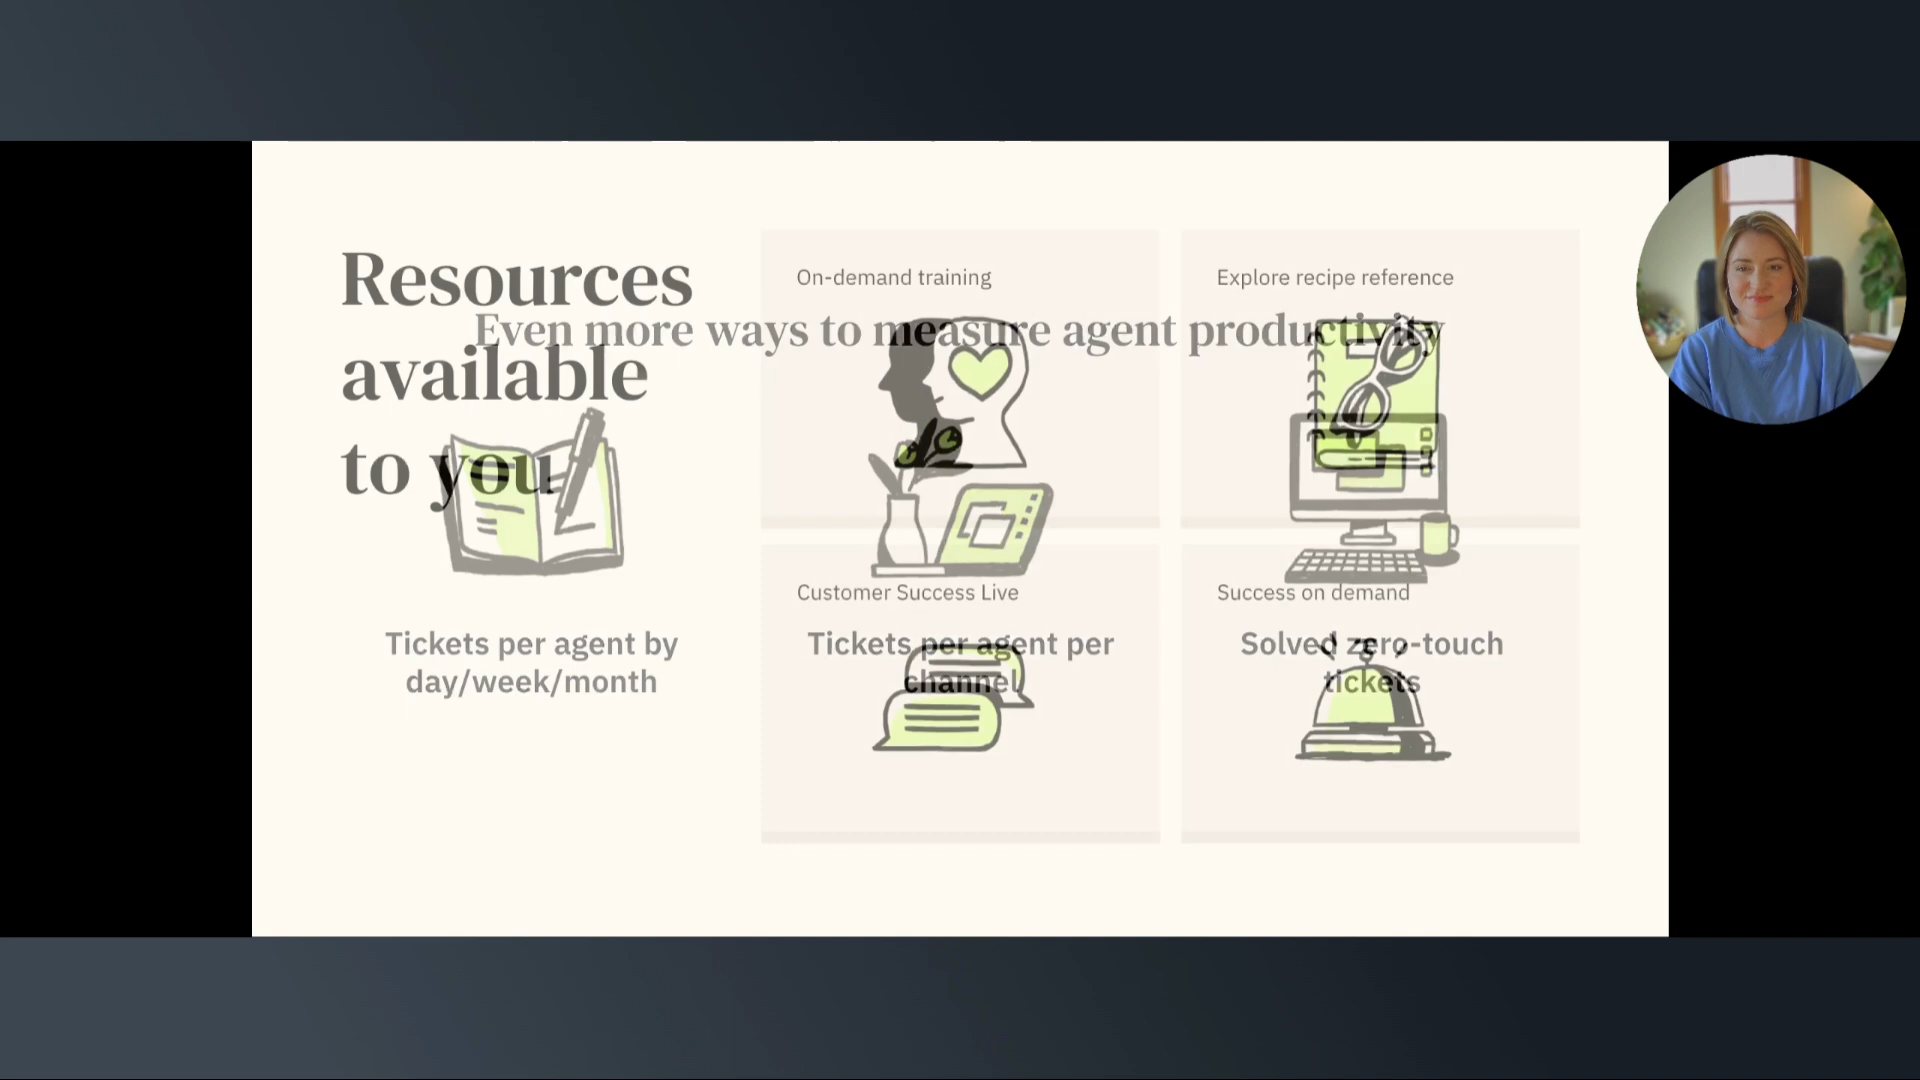 Resources
available
to you
On-demand training
Explore recipe reference
Customer Success Live
Success on demand
Even more ways to measure agent productivity
Tickets per agent by
day/week/month
Tickets per agent per
channel
Solved zero-touch
tickets